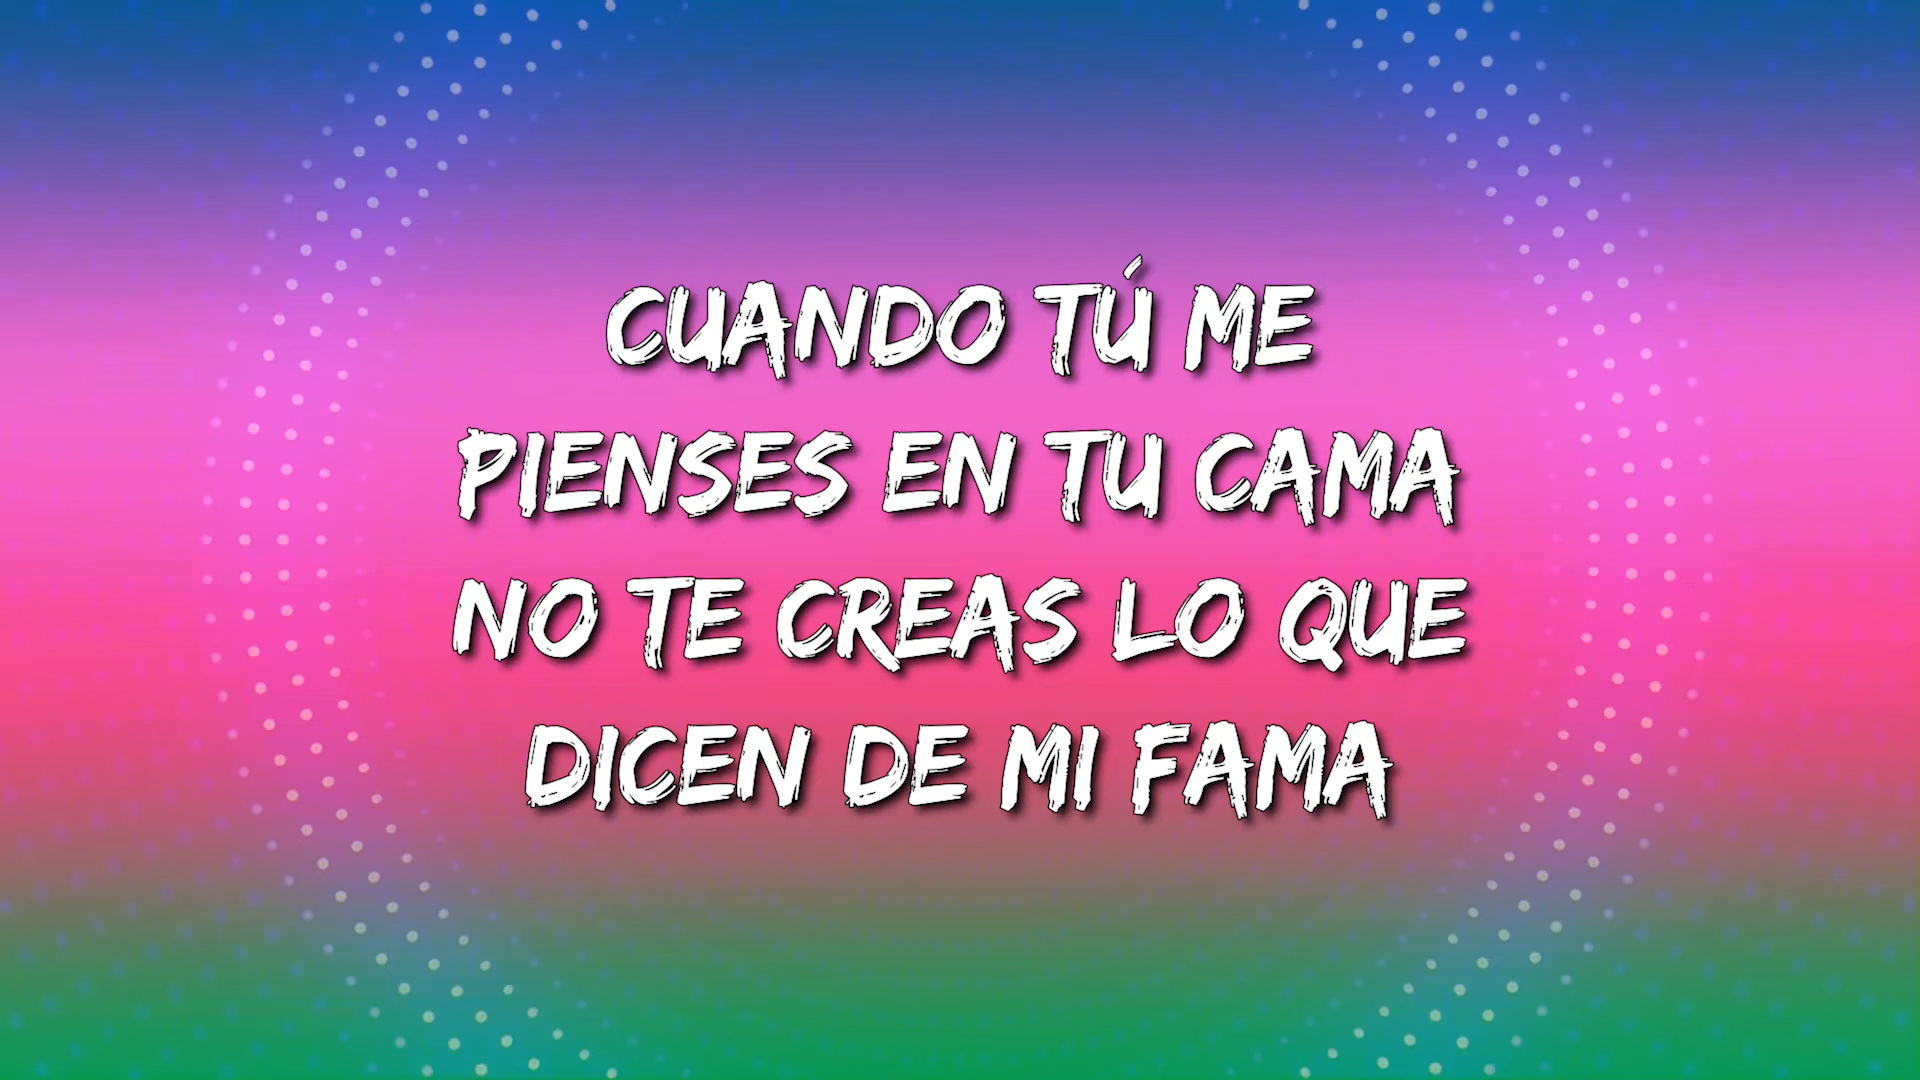 CUANDO TÚ ME
PIENSES EN TU CAMA
NO TE CREAS LO QUE
DICEN DE MI FAMA